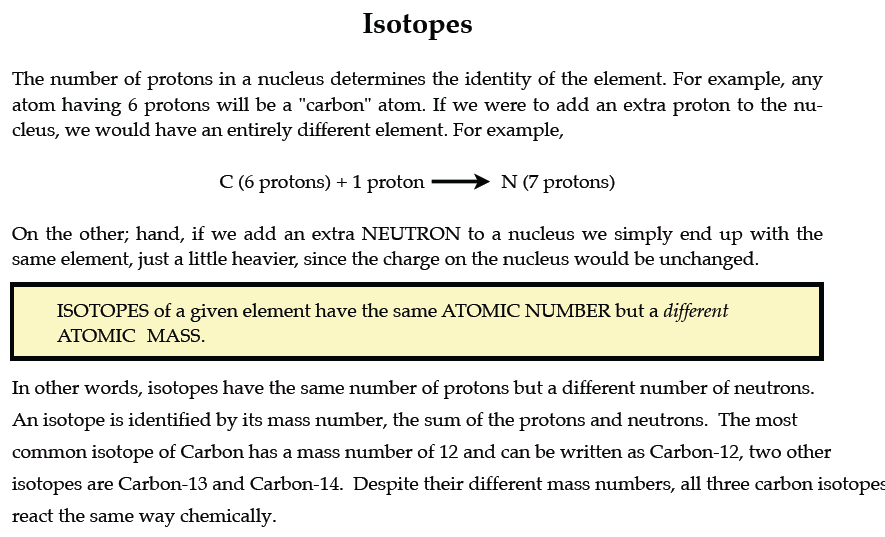 Isotopes
The number of protons in a nucleus determines the identity of the element. For example, any
atom having 6 protons will be a "carbon" atom. If we were to add an extra proton to the nu-
cleus, we would have an entirely different element. For example,
C (6 protons) + 1 proton ⟶ N (7 protons)
On the other; hand, if we add an extra NEUTRON to a nucleus we simply end up with the
same element, just a little heavier, since the charge on the nucleus would be unchanged.
ISOTOPES of a given element have the same ATOMIC NUMBER but a different
ATOMIC MASS.
In other words, isotopes have the same number of protons but a different number of neutrons.
An isotope is identified by its mass number, the sum of the protons and neutrons. The most
common isotope of Carbon has a mass number of 12 and can be written as Carbon-12, two other
isotopes are Carbon-13 and Carbon-14. Despite their different mass numbers, all three carbon isotopes
react the same way chemically.